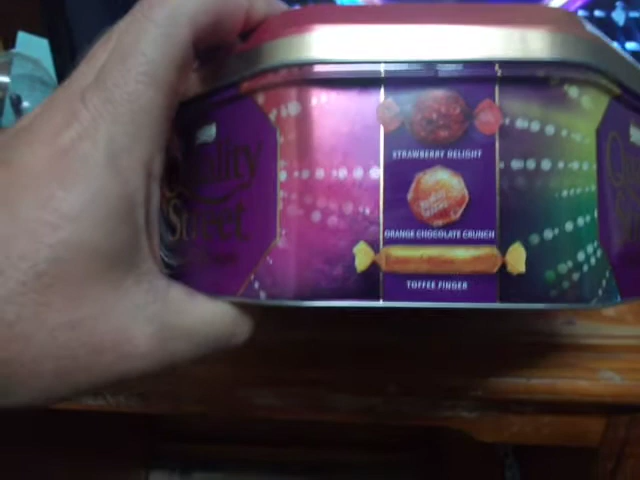 Quality
Street
STRAWBERRY DELIGHT
ORANGE CHOCOLATE CRUNCH
TOFFEE FINGER